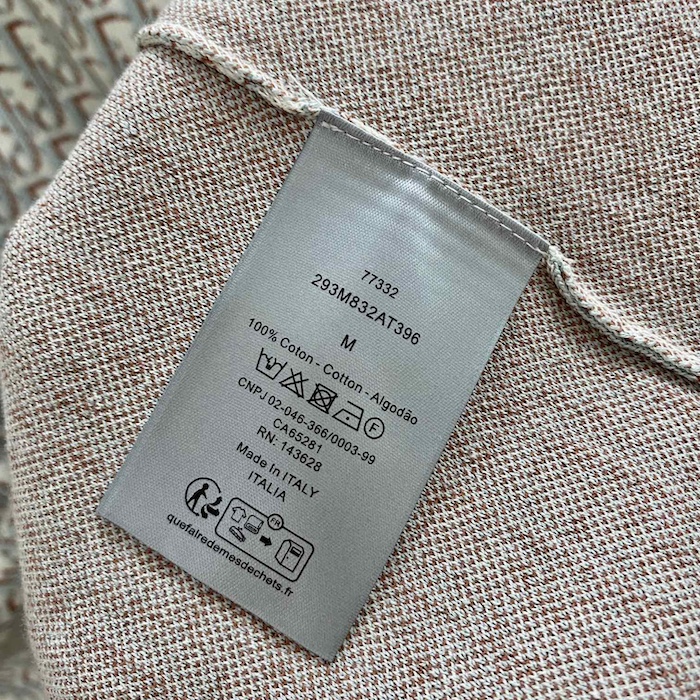 77332
293M832AT396
M
100% Coton - Cotton - Algodão
F
CNPJ 02-046-366/0003-99
CA65281
RN: 143628
Made In ITALY
ITALIA
FR
quefairedemesdechets.fr